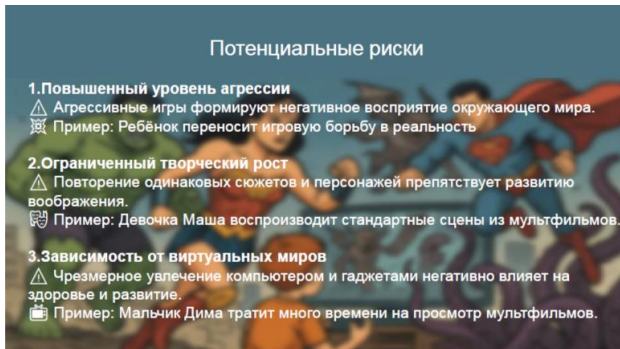 Потенциальные риски
1.Повышенный уровень агрессии
⚠ Агрессивные игры формируют негативное восприятие окружающего мира.
Пример: Ребёнок переносит игровую борьбу в реальность
2.Ограниченный творческий рост
⚠ Повторение одинаковых сюжетов и персонажей препятствует развитию
воображения.
🎭 Пример: Девочка Маша воспроизводит стандартные сцены из мультфильмов.
3.Зависимость от виртуальных миров
⚠ Чрезмерное увлечение компьютером и гаджетами негативно влияет на
здоровье и развитие.
📺 Пример: Мальчик Дима тратит много времени на просмотр мультфильмов.